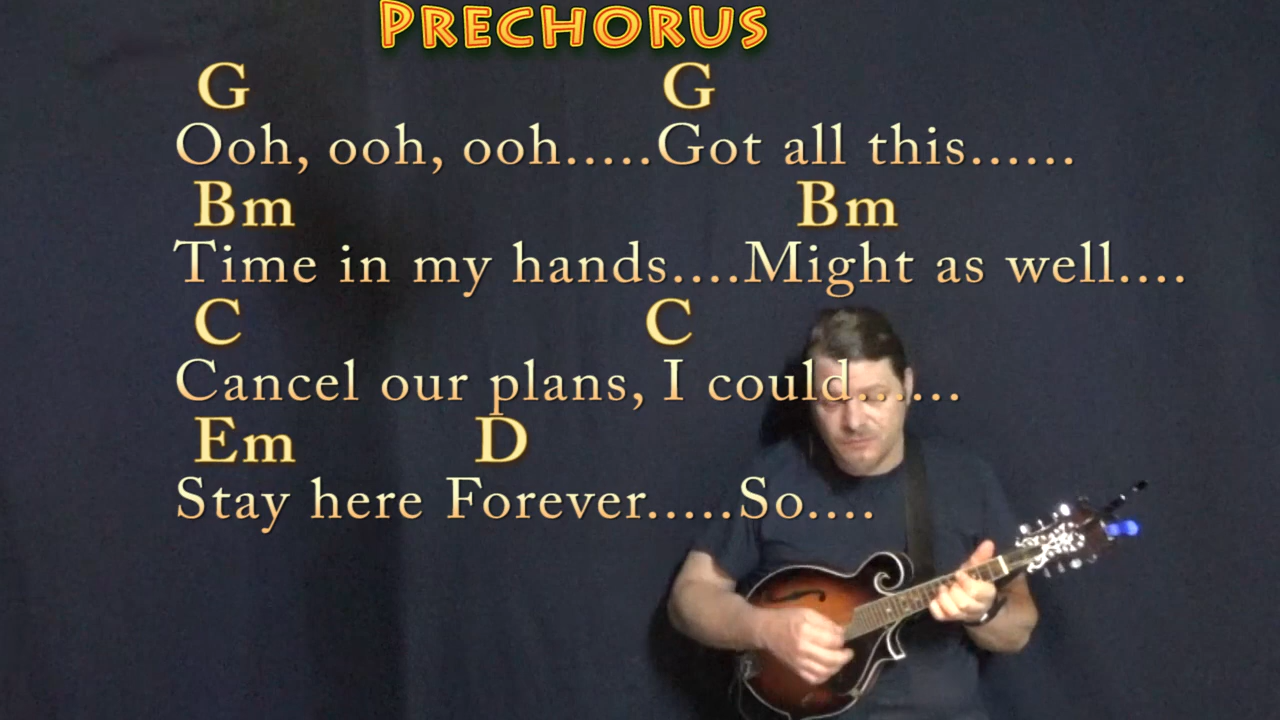 PRECHORUS
G G
Ooh, ooh, ooh.....Got all this......
Bm Bm
Time in my hands....Might as well....
C C
Cancel our plans, I could......
Em D
Stay here Forever.....So....